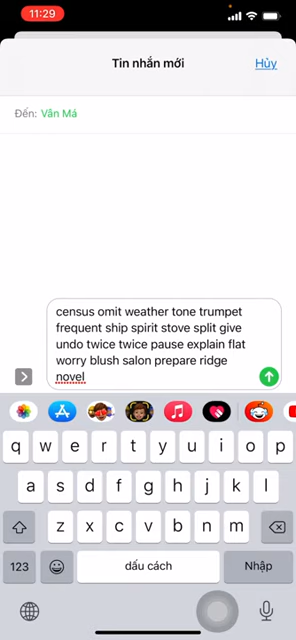 11:29
Tin nhắn mới
Hủy
Đến: Vân Má
census omit weather tone trumpet
frequent ship spirit stove split give
undo twice twice pause explain flat
worry blush salon prepare ridge
novel
q w e r t y u i o p
a s d f g h j k l
z x c v b n m
123
dấu cách
Nhập